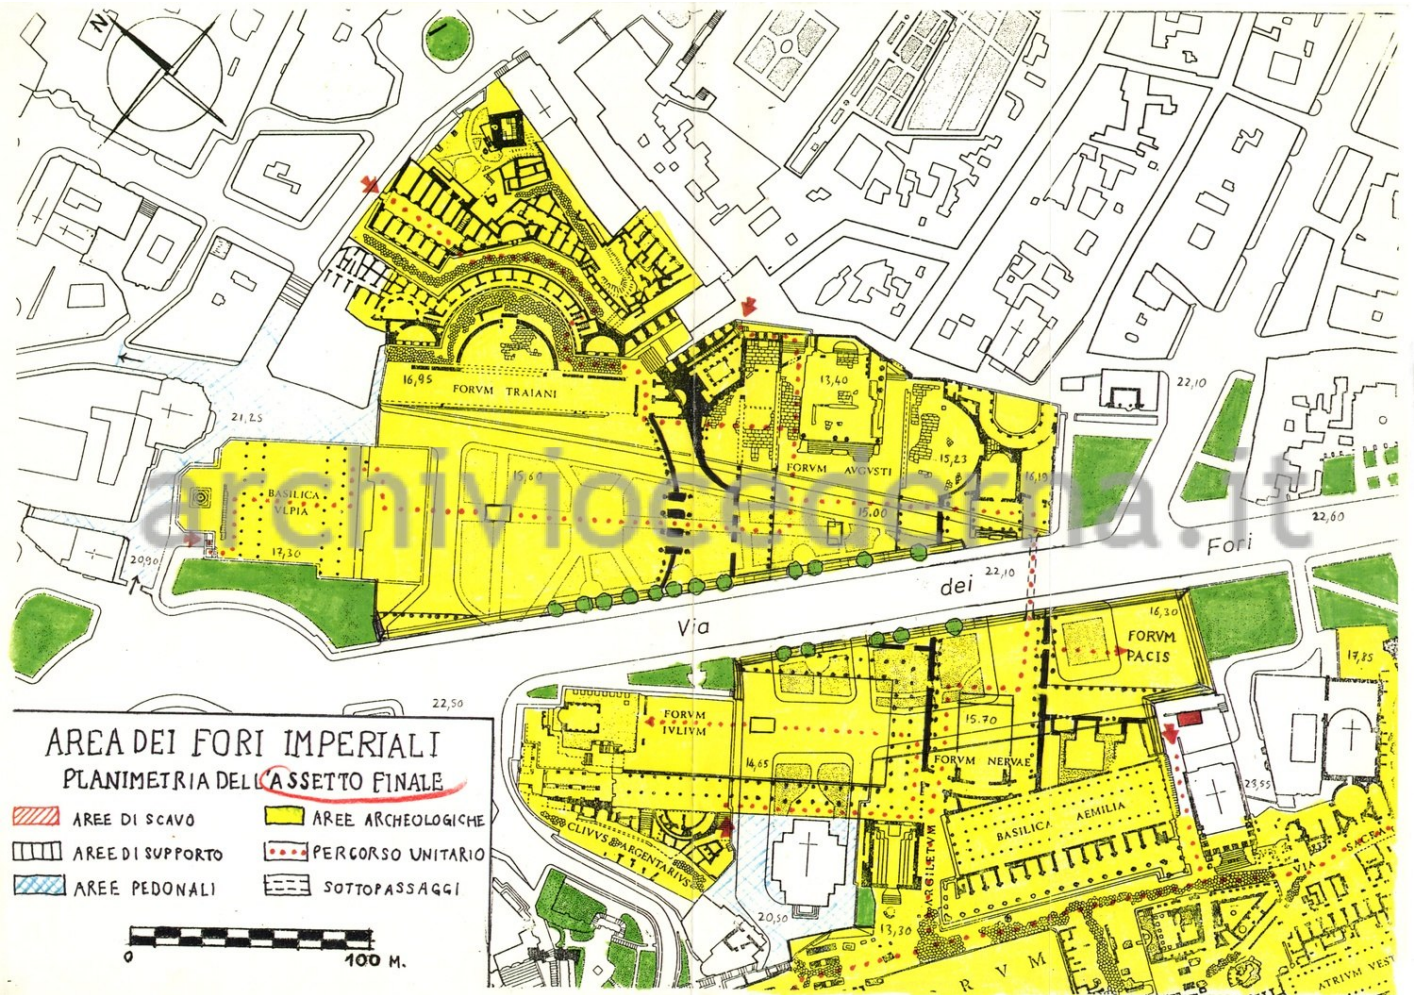 N
16,95
FORVM TRAIANI
13,40
22,10
21,25
FORVM AVGVSTI
15,23
15,60
16,19
BASILICA
VLPIA
archiviocederna.it
15.00
22,60
17,30
20,90
Via dei Fori
22,10
16,30
FORVM
PACIS
17,85
22,50
FORVM
IVLIVM
15.70
FORVM NERVAE
14,65
BASILICA AEMILIA
CLIVVS ARGENTARIVS
ARGILETVM
VIA SACRA
20,50
13,30
R V M
ATRIVM VEST
AREA DEI FORI IMPERIALI
PLANIMETRIA DELL'ASSETTO FINALE
AREE DI SCAVO
AREE ARCHEOLOGICHE
AREE DI SUPPORTO
PERCORSO UNITARIO
AREE PEDONALI
SOTTOPASSAGGI
0
100 M.